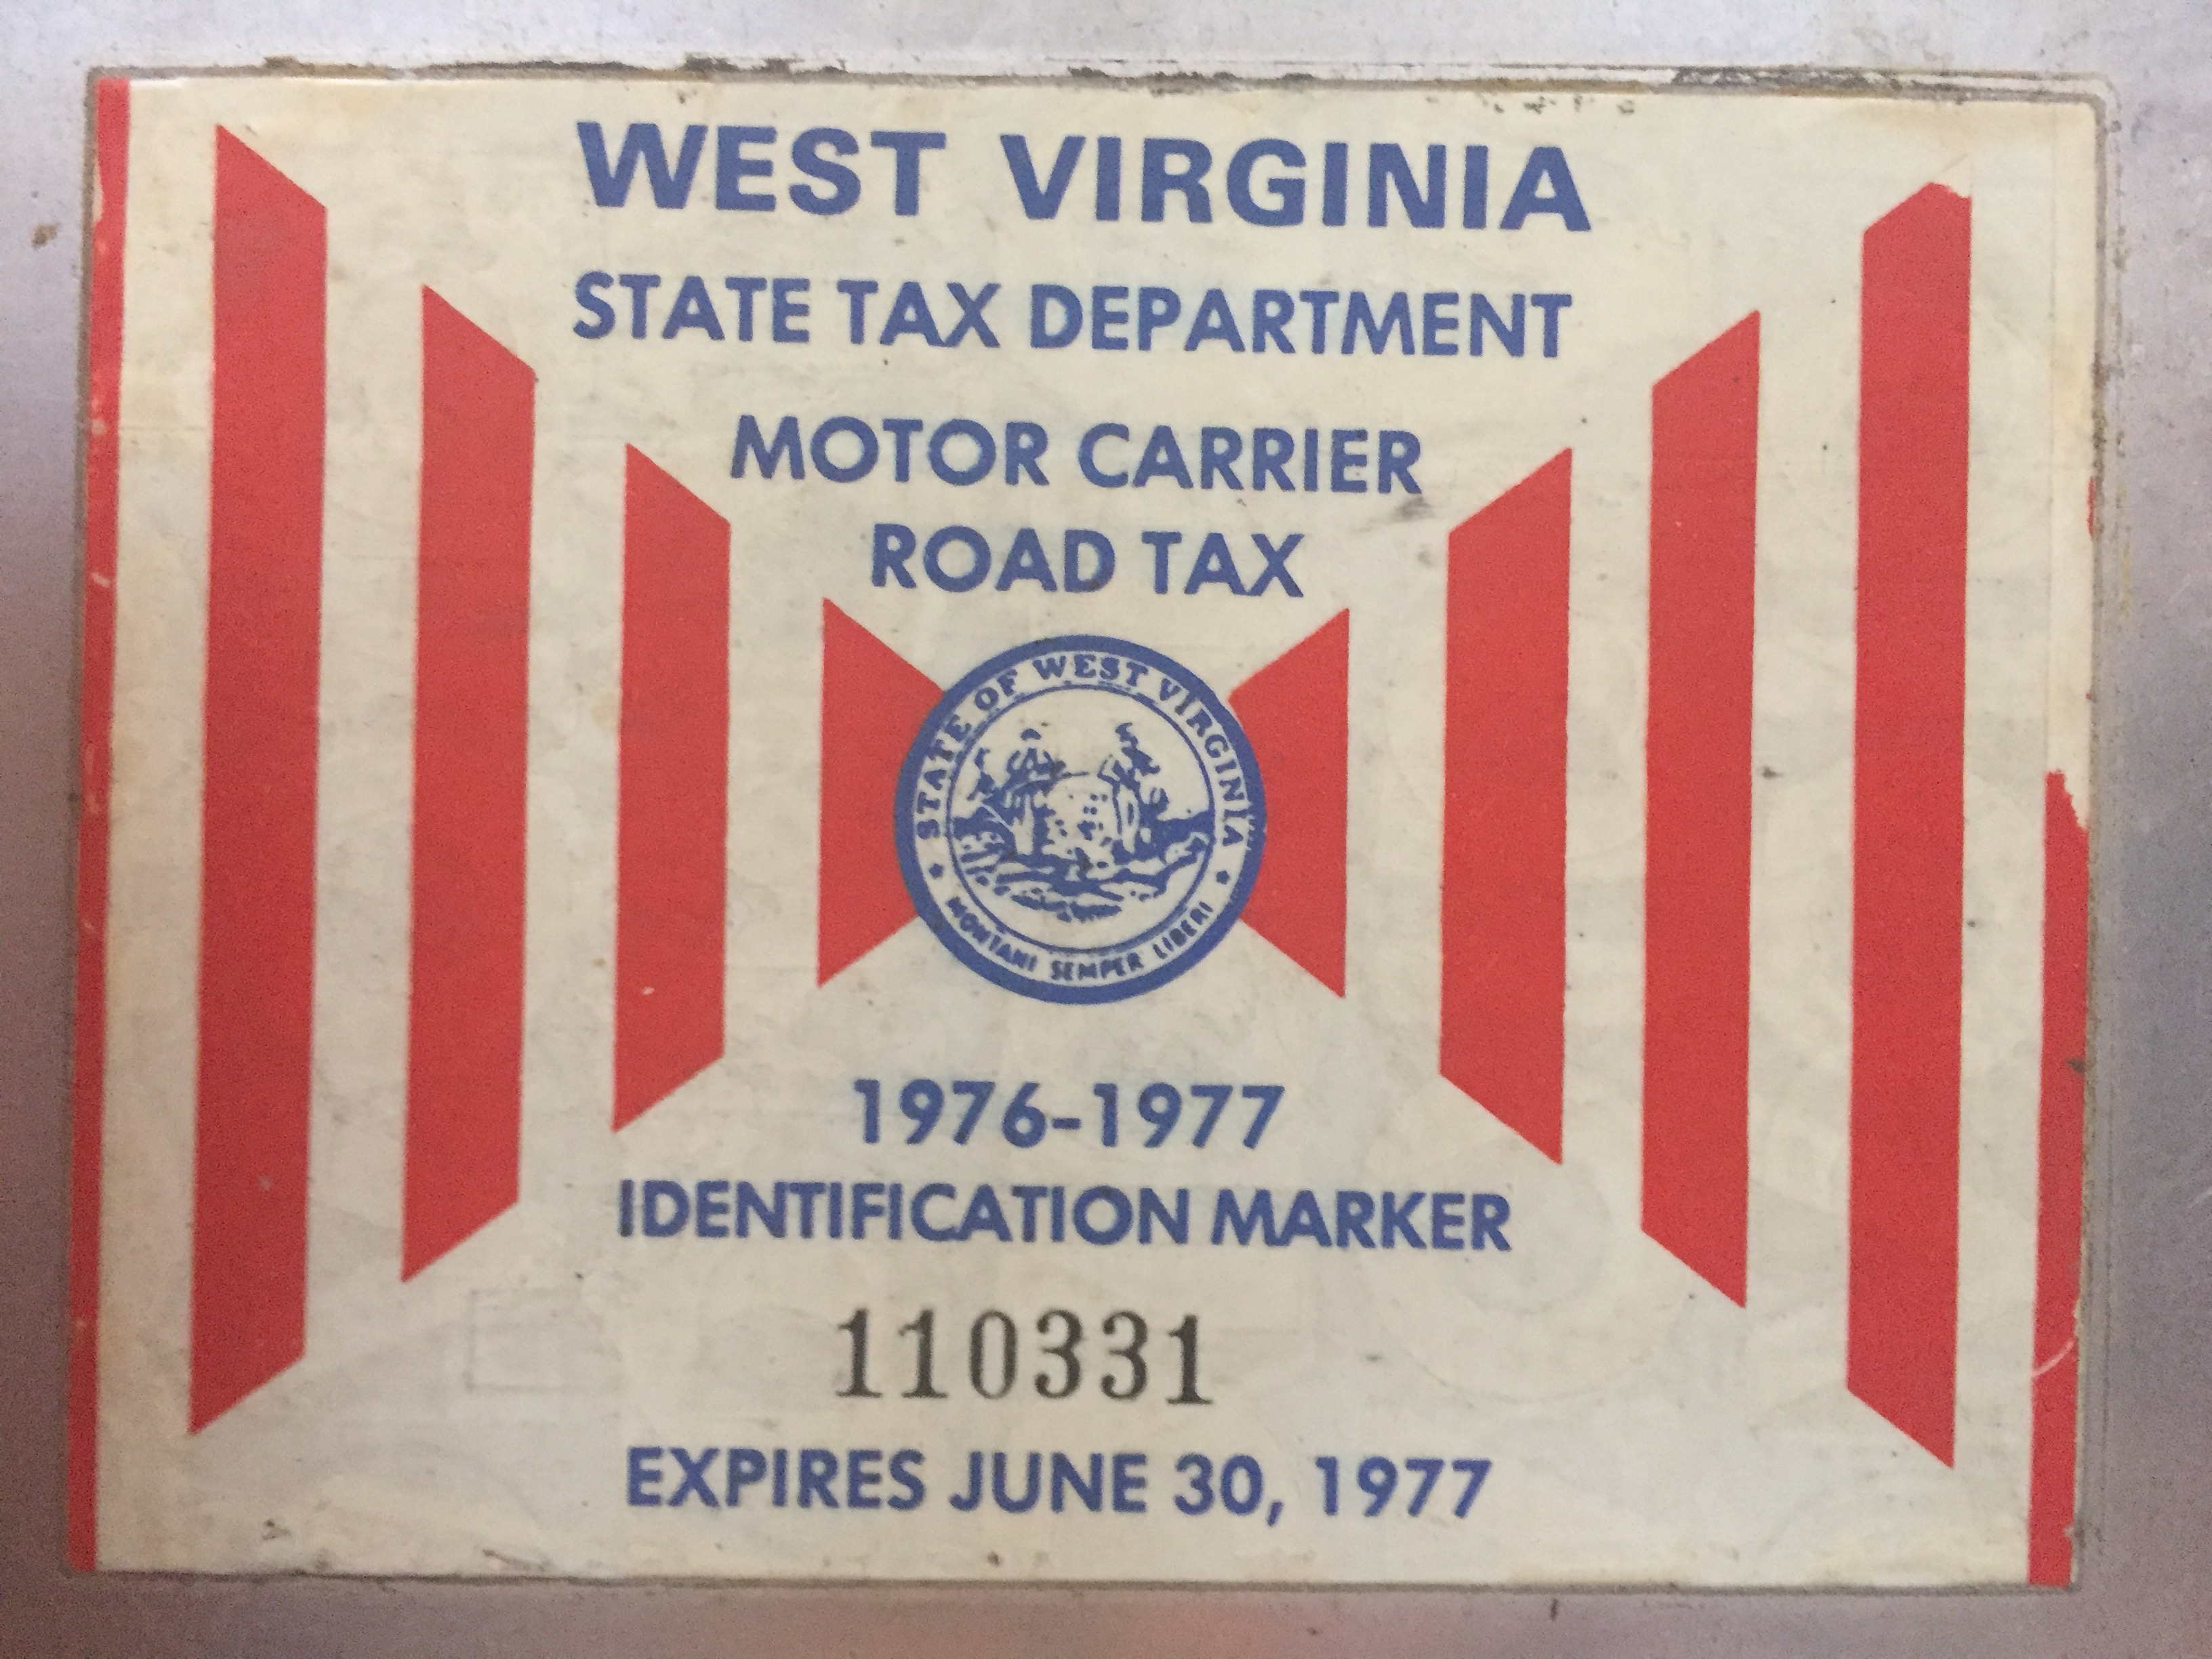 WEST VIRGINIA
STATE TAX DEPARTMENT
MOTOR CARRIER
ROAD TAX
STATE OF WEST VIRGINIA
MONTANI SEMPER LIBERI
1976-1977
IDENTIFICATION MARKER
110331
EXPIRES JUNE 30, 1977